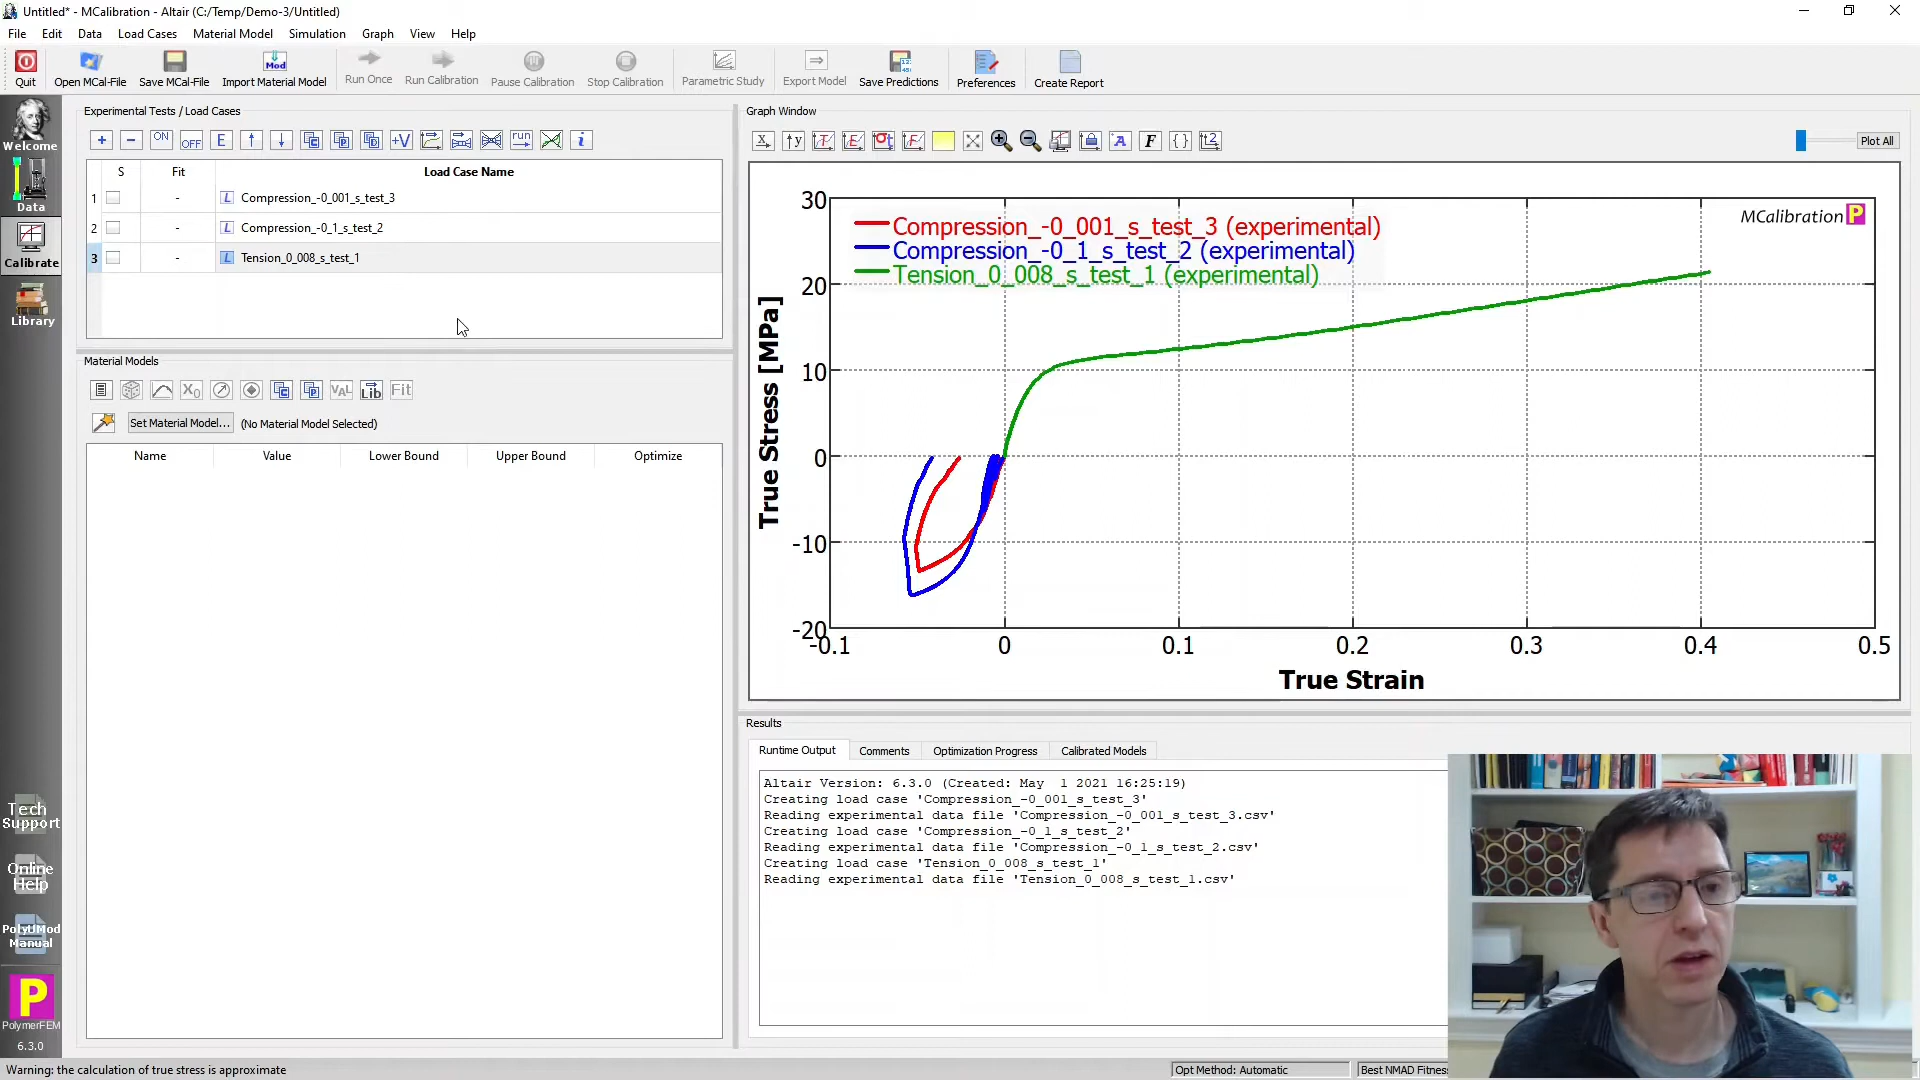 Untitled* - MCalibration - Altair (C:/Temp/Demo-3/Untitled)
File Edit Data Load Cases Material Model Simulation Graph View Help
Quit Open MCal-File Save MCal-File Import Material Model Run Once Run Calibration Pause Calibration Stop Calibration Parametric Study Export Model Save Predictions Preferences Create Report
Welcome
Data
Calibrate
Library
Tech Support
Online Help
PolyUMod Manual
PolymerFEM
6.3.0
Experimental Tests / Load Cases
S Fit Load Case Name
1 - L Compression_-0_001_s_test_3
2 - L Compression_-0_1_s_test_2
3 - L Tension_0_008_s_test_1
Material Models
Set Material Model... (No Material Model Selected)
Name Value Lower Bound Upper Bound Optimize
Graph Window
Plot All
Compression_-0_001_s_test_3 (experimental)
Compression_-0_1_s_test_2 (experimental)
Tension_0_008_s_test_1 (experimental)
MCalibration P
True Stress [MPa]
30
20
10
0
-10
-20
-0.1 0 0.1 0.2 0.3 0.4 0.5
True Strain
Results
Runtime Output Comments Optimization Progress Calibrated Models
Altair Version: 6.3.0 (Created: May 1 2021 16:25:19)
Creating load case 'Compression_-0_001_s_test_3'
Reading experimental data file 'Compression_-0_001_s_test_3.csv'
Creating load case 'Compression_-0_1_s_test_2'
Reading experimental data file 'Compression_-0_1_s_test_2.csv'
Creating load case 'Tension_0_008_s_test_1'
Reading experimental data file 'Tension_0_008_s_test_1.csv'
Warning: the calculation of true stress is approximate
Opt Method: Automatic
Best NMAD Fitness